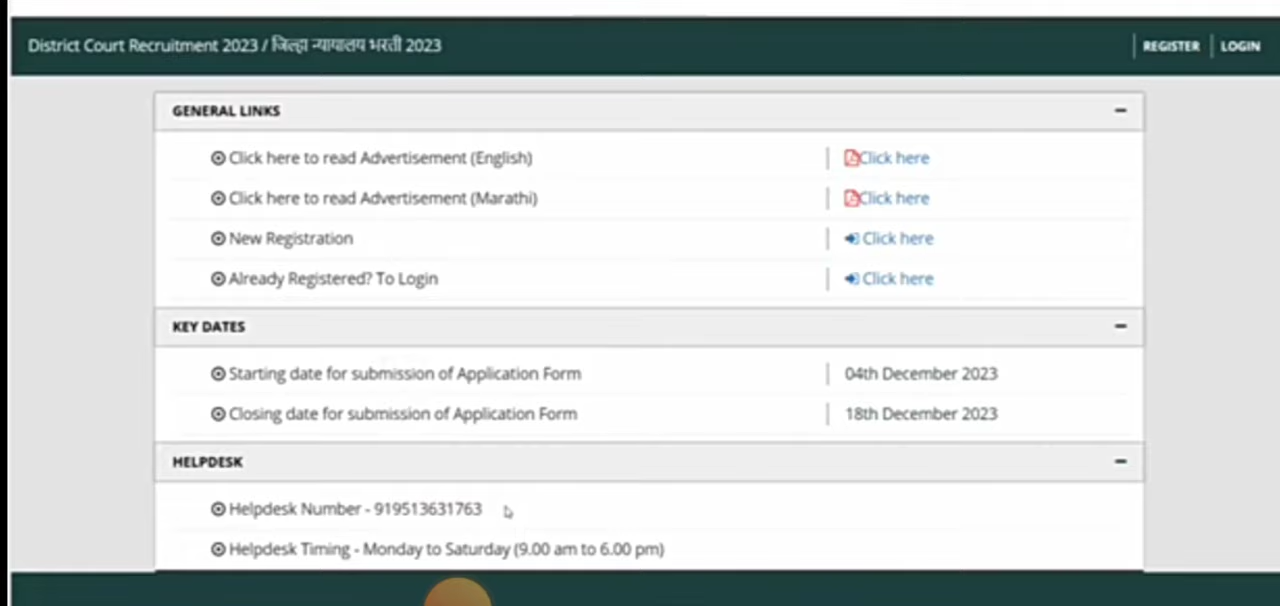 District Court Recruitment 2023 / जिल्हा न्यायालय भरती 2023 REGISTER LOGIN
GENERAL LINKS
Click here to read Advertisement (English) Click here
Click here to read Advertisement (Marathi) Click here
New Registration Click here
Already Registered? To Login Click here
KEY DATES
Starting date for submission of Application Form 04th December 2023
Closing date for submission of Application Form 18th December 2023
HELPDESK
Helpdesk Number - 919513631763
Helpdesk Timing - Monday to Saturday (9.00 am to 6.00 pm)